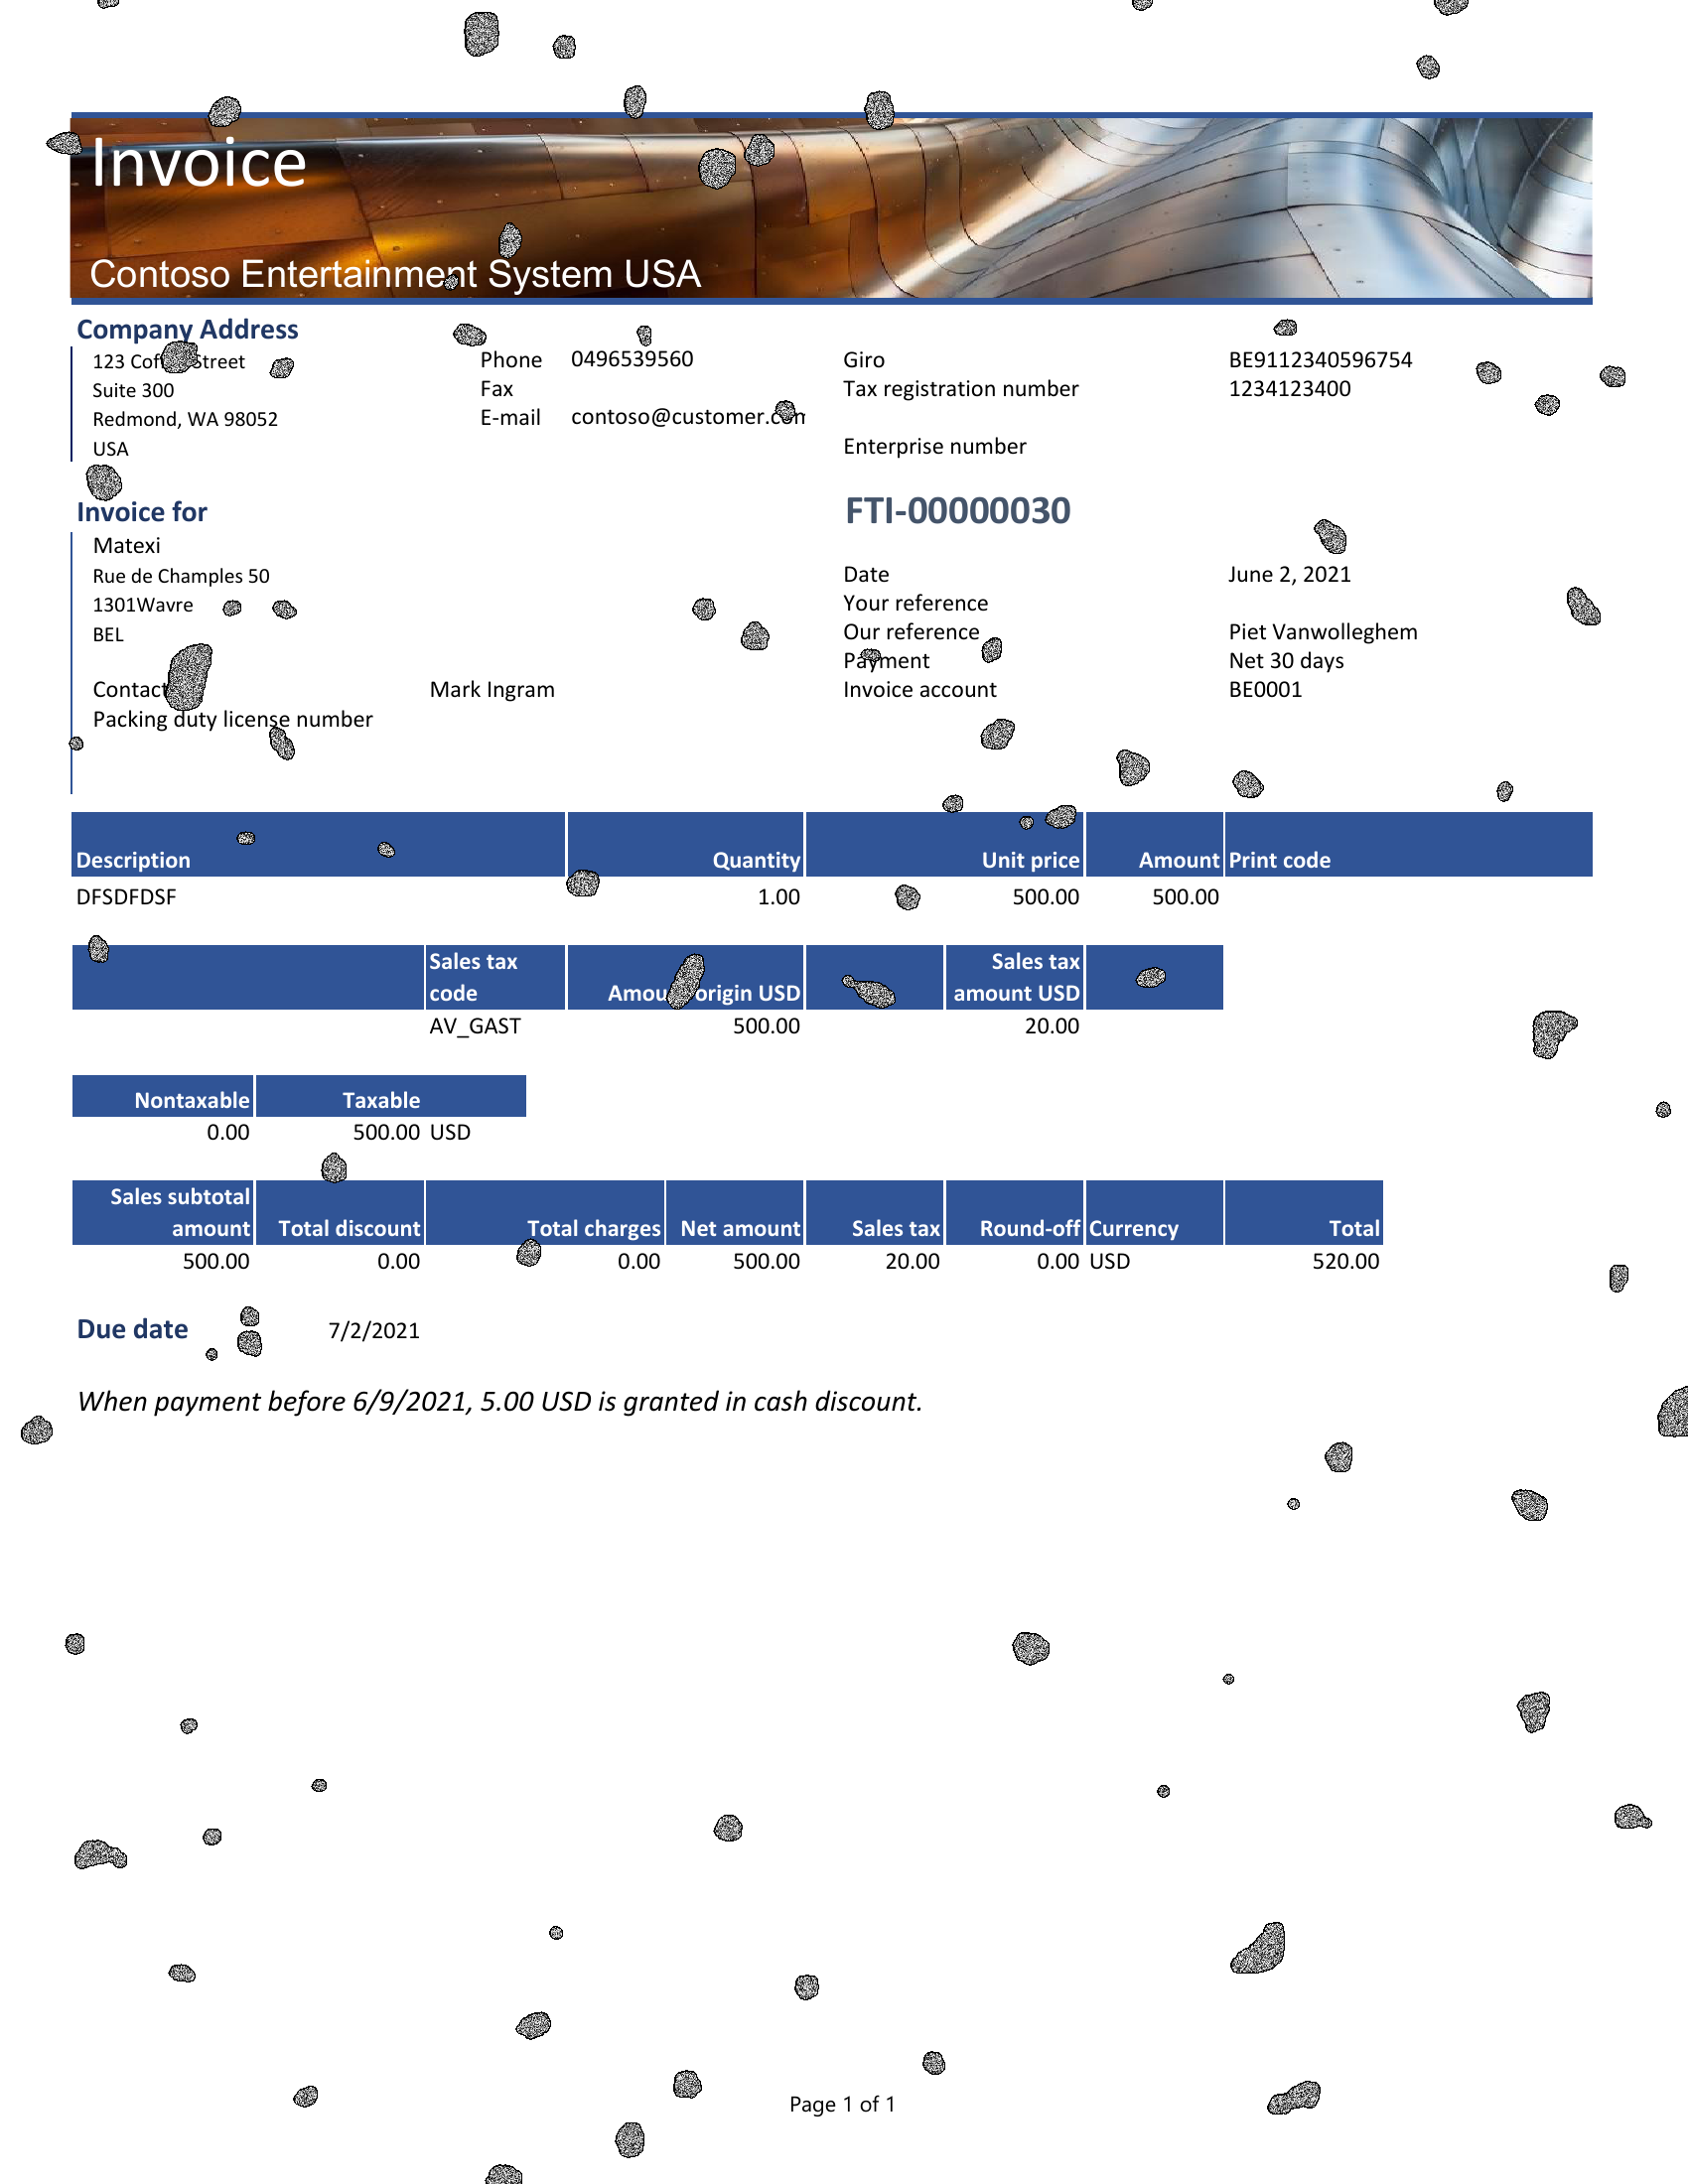 Invoice
Contoso Entertainment System USA
Company Address
123 Street
Suite 300
Redmond, WA 98052
USA
Phone 0496539560
Fax
E-mail contoso@customer.com
Giro BE9112340596754
Tax registration number 1234123400
Enterprise number
Invoice for
Matexi
Rue de Champles 50
1301Wavre
BEL
Contact Mark Ingram
Packing duty license number
FTI-00000030
Date June 2, 2021
Your reference
Our reference Piet Vanwolleghem
Payment Net 30 days
Invoice account BE0001
Description Quantity Unit price Amount Print code
DFSDFDSF 1.00 500.00 500.00
Sales tax code Amount origin USD Sales tax amount USD
AV_GAST 500.00 20.00
Nontaxable Taxable
0.00 500.00 USD
Sales subtotal amount Total discount Total charges Net amount Sales tax Round-off Currency Total
500.00 0.00 0.00 500.00 20.00 0.00 USD 520.00
Due date 7/2/2021
When payment before 6/9/2021, 5.00 USD is granted in cash discount.
Page 1 of 1